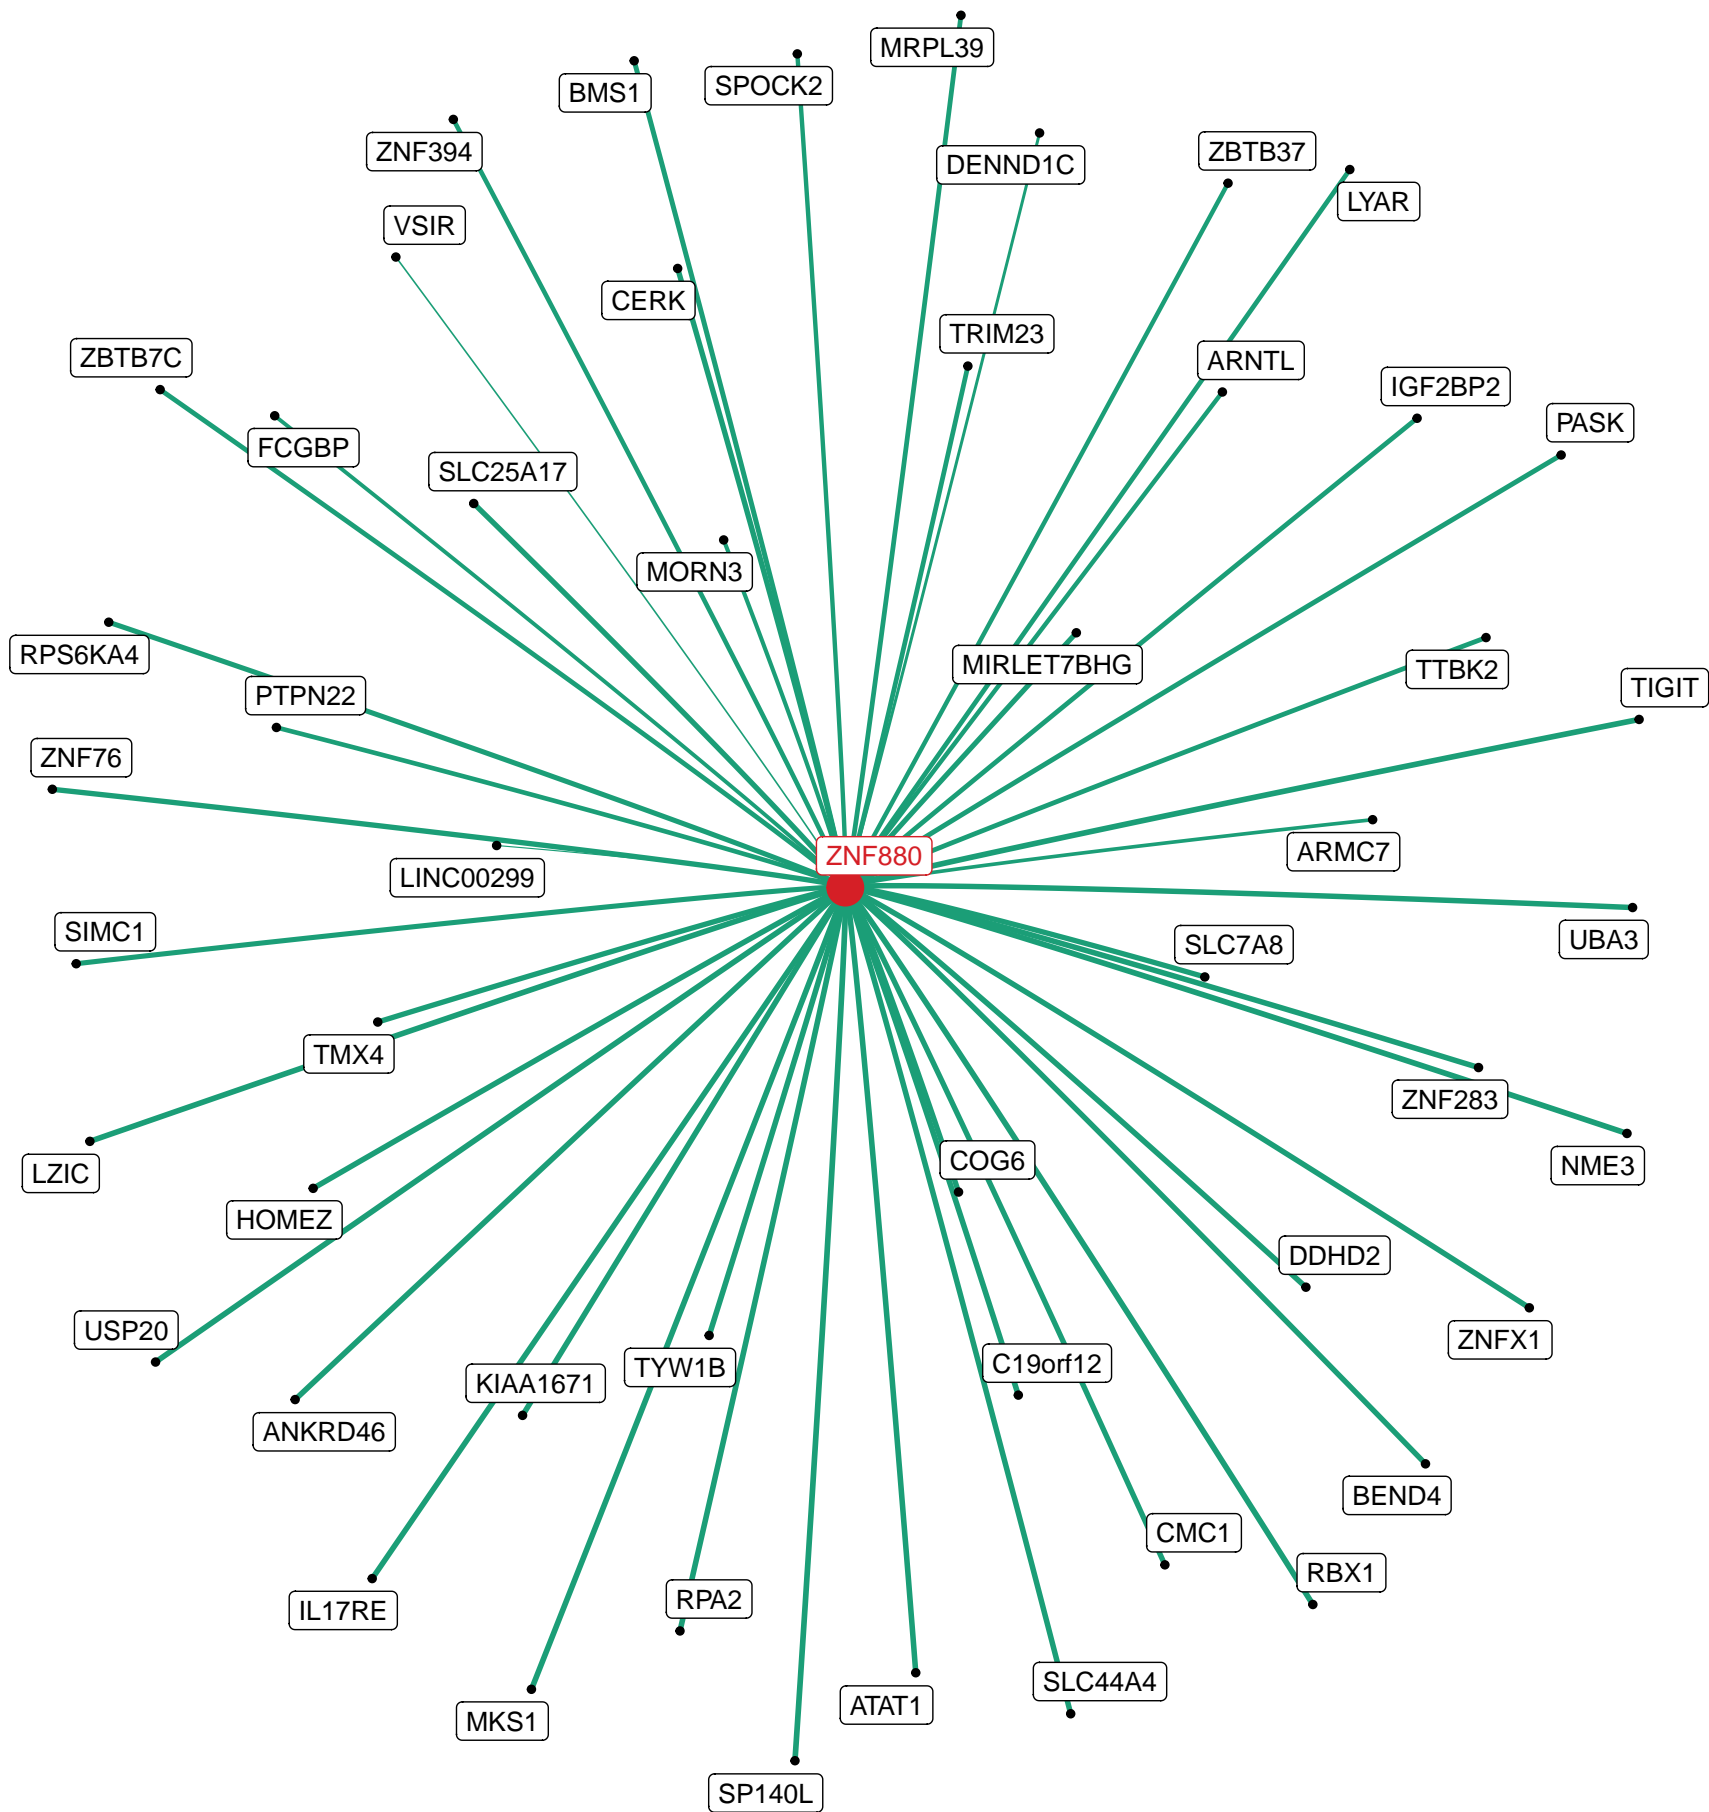 MRPL39
BMS1
SPOCK2
ZNF394
DENND1C
ZBTB37
LYAR
VSIR
CERK
TRIM23
ZBTB7C
ARNTL
IGF2BP2
PASK
FCGBP
SLC25A17
MORN3
RPS6KA4
MIRLET7BHG
TTBK2
PTPN22
TIGIT
ZNF76
ZNF880
ARMC7
LINC00299
SIMC1
UBA3
SLC7A8
TMX4
ZNF283
LZIC
COG6
NME3
HOMEZ
DDHD2
USP20
ZNFX1
TYW1B
C19orf12
KIAA1671
ANKRD46
BEND4
CMC1
RBX1
RPA2
IL17RE
SLC44A4
ATAT1
MKS1
SP140L